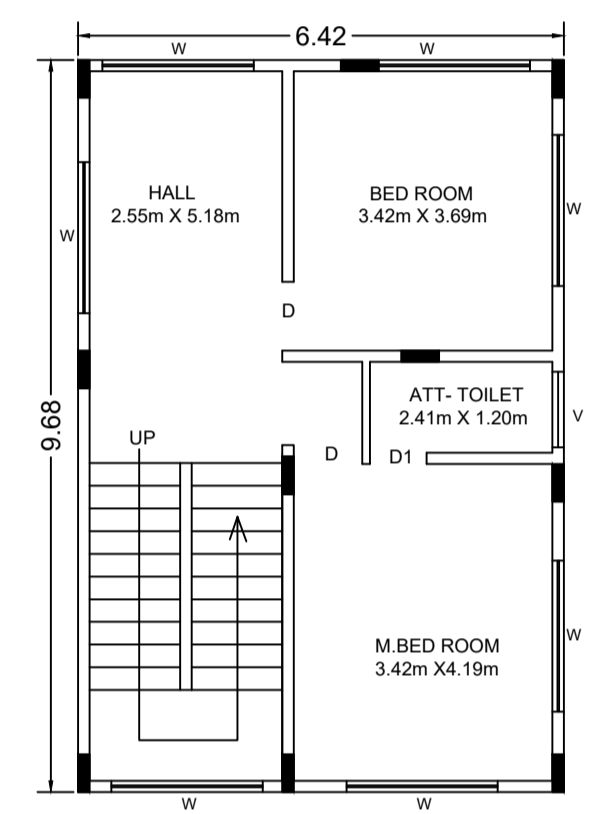 6.42
W
W
HALL
2.55m X 5.18m
BED ROOM
3.42m X 3.69m
W
W
D
9.68
ATT- TOILET
2.41m X 1.20m
V
UP
D
D1
W
M.BED ROOM
3.42m X4.19m
W
W